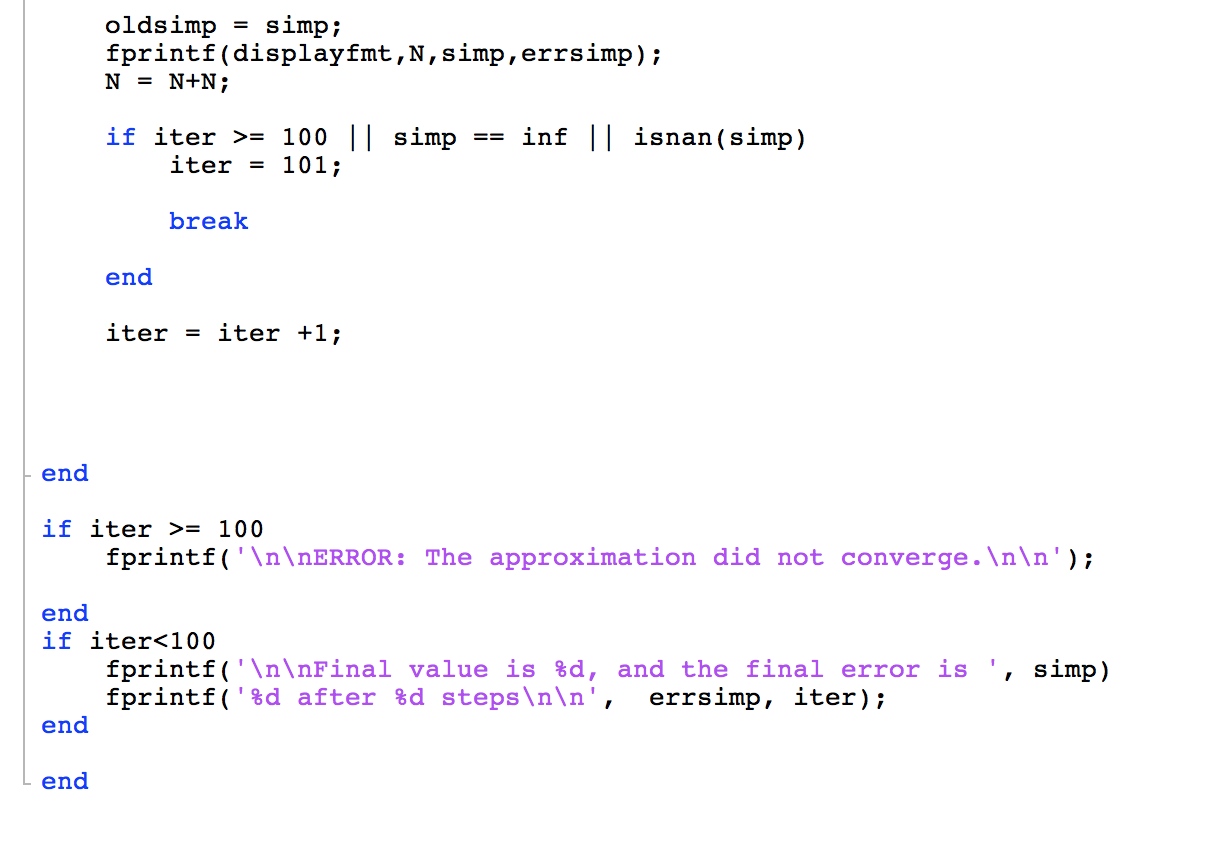 oldsimp = simp;
fprintf(displayfmt,N,simp,errsimp);
N = N+N;
if iter >= 100 || simp == inf || isnan(simp)
iter = 101;
break
end
iter = iter +1;
end
if iter >= 100
fprintf('\n\nERROR: The approximation did not converge.\n\n');
end
if iter<100
fprintf('\n\nFinal value is %d, and the final error is ', simp)
fprintf('%d after %d steps\n\n',  errsimp, iter);
end
end